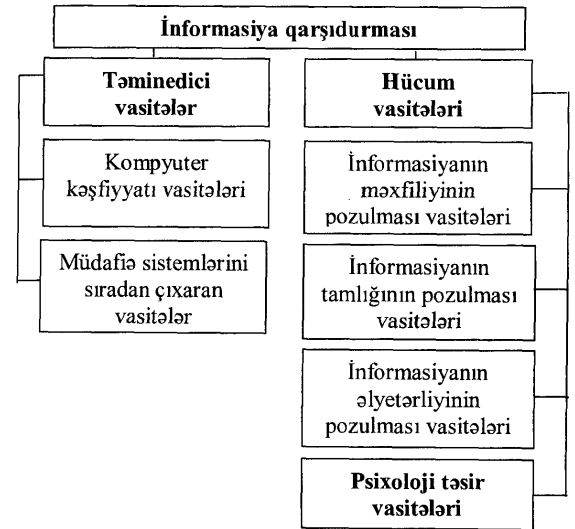 İnformasiya qarşıdurması
Təminedici
vasitələr
Kompyuter
kəşfiyyatı vasitələri
Müdafiə sistemlərini
sıradan çıxaran
vasitələr
Hücum
vasitələri
İnformasiyanın
məxfiliyinin
pozulması vasitələri
İnformasiyanın
tamlığının pozulması
vasitələri
İnformasiyanın
əlyetərliyinin
pozulması vasitələri
Psixoloji təsir
vasitələri